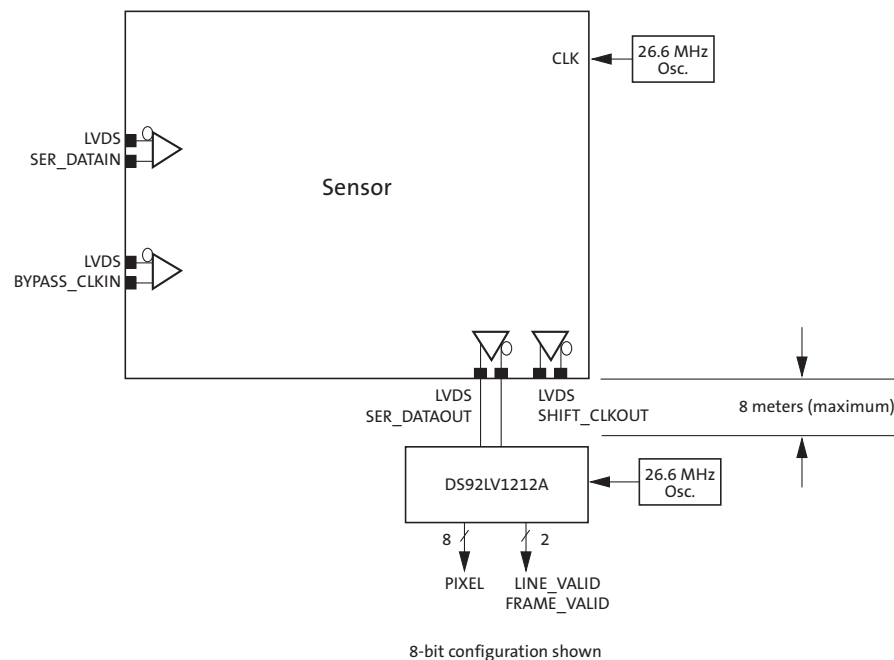 CLK
26.6 MHz
Osc.
LVDS
SER_DATAIN
Sensor
LVDS
BYPASS_CLKIN
LVDS
SER_DATAOUT
LVDS
SHIFT_CLKOUT
8 meters (maximum)
DS92LV1212A
26.6 MHz
Osc.
8
2
PIXEL
LINE_VALID
FRAME_VALID
8-bit configuration shown